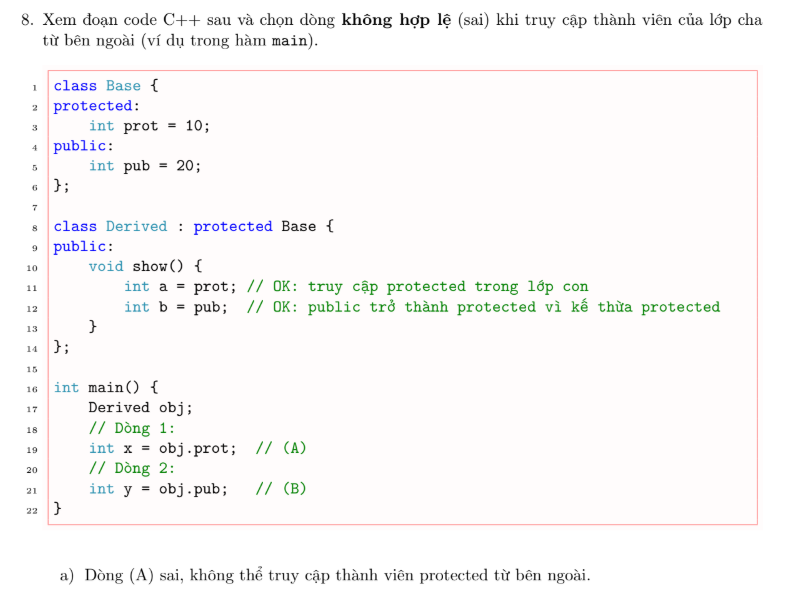 8. Xem đoạn code C++ sau và chọn dòng không hợp lệ (sai) khi truy cập thành viên của lớp cha
từ bên ngoài (ví dụ trong hàm main).
1 class Base {
2 protected:
3     int prot = 10;
4 public:
5     int pub = 20;
6 };
7
8 class Derived : protected Base {
9 public:
10     void show() {
11         int a = prot; // OK: truy cập protected trong lớp con
12         int b = pub;  // OK: public trở thành protected vì kế thừa protected
13     }
14 };
15
16 int main() {
17     Derived obj;
18     // Dòng 1:
19     int x = obj.prot;  // (A)
20     // Dòng 2:
21     int y = obj.pub;   // (B)
22 }
a) Dòng (A) sai, không thể truy cập thành viên protected từ bên ngoài.